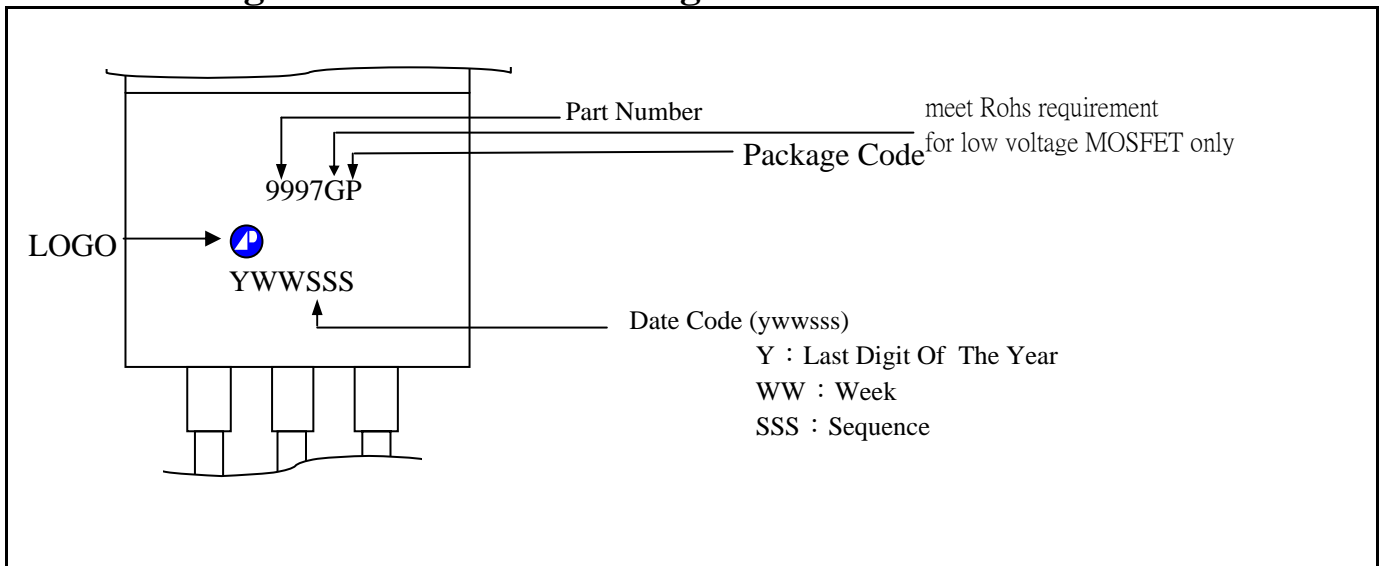 Part Number
meet Rohs requirement
for low voltage MOSFET only
Package Code
9997GP
LOGO
YWWSSS
Date Code (ywwsss)
Y：Last Digit Of The Year
WW：Week
SSS：Sequence